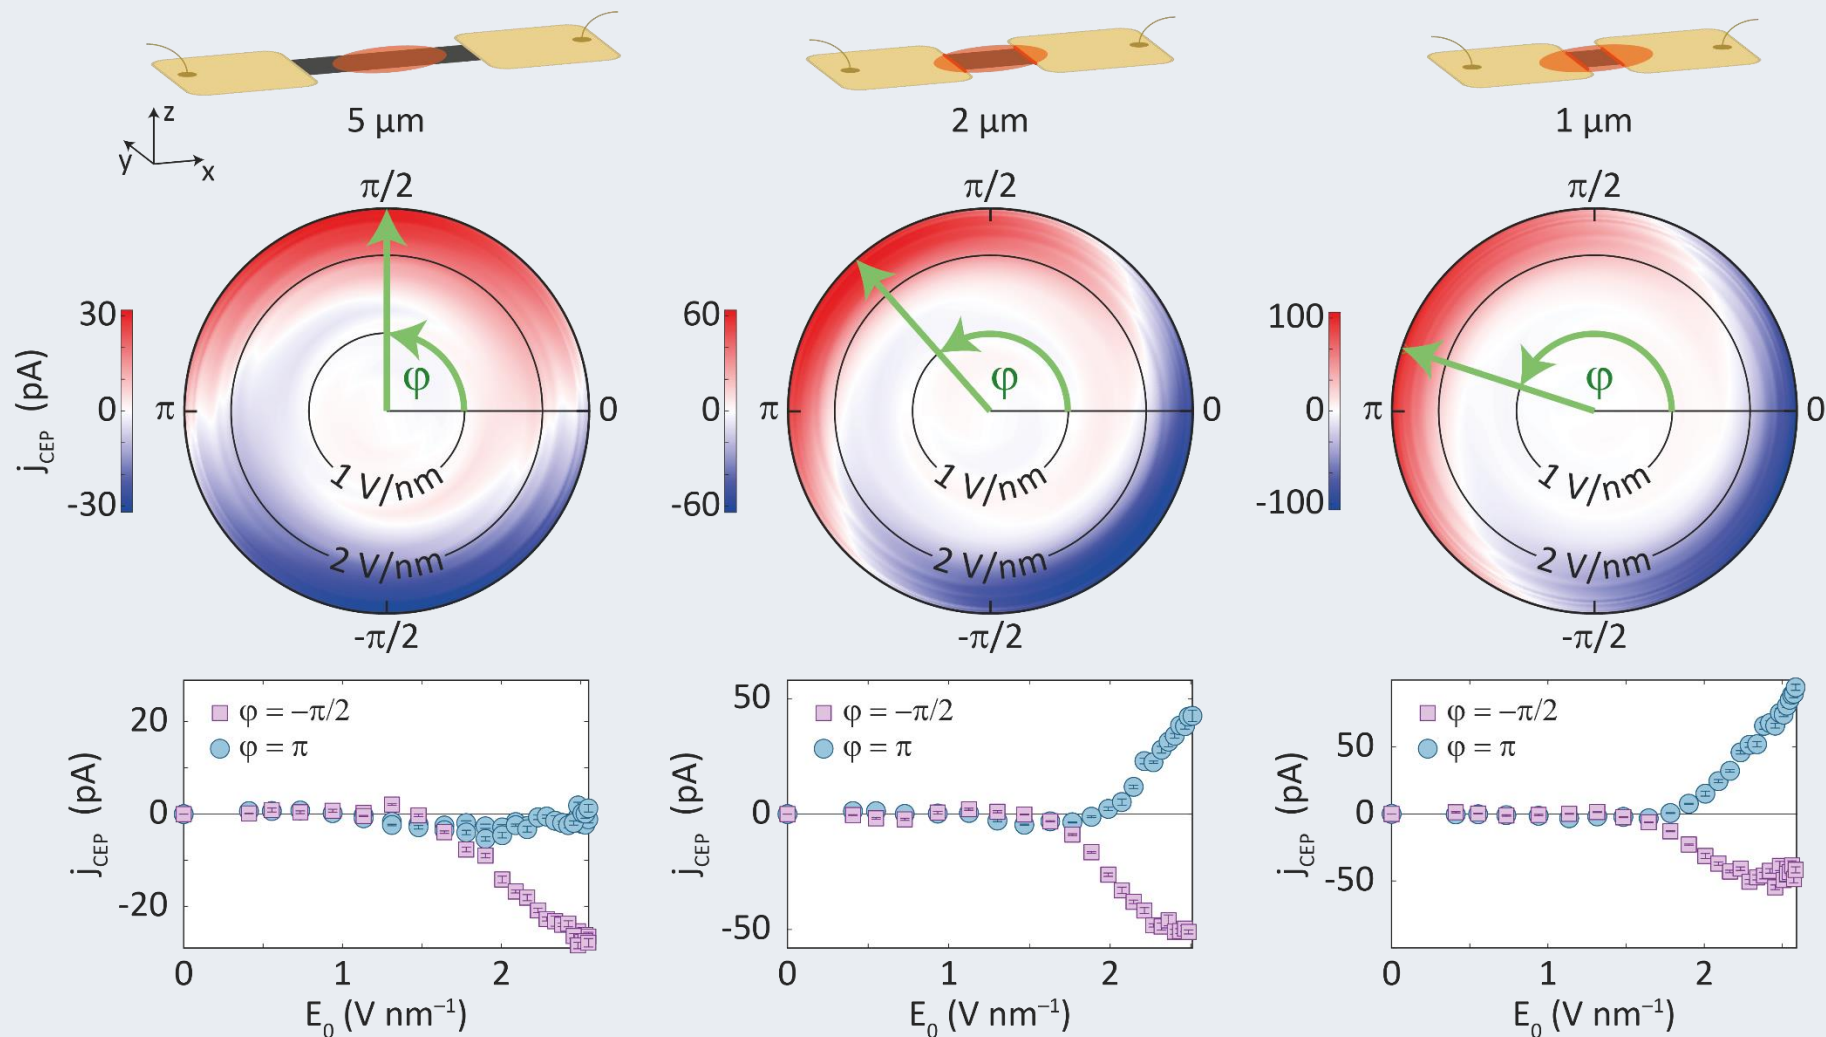 5 μm
2 μm
1 μm
z
y
x
π/2
π/2
π/2
30
0
-30
j_CEP (pA)
π
0
φ
1 V/nm
2 V/nm
-π/2
60
0
-60
π
0
φ
1 V/nm
2 V/nm
-π/2
100
0
-100
π
0
φ
1 V/nm
2 V/nm
-π/2
φ = –π/2
φ = π
20
0
-20
j_CEP (pA)
0 1 2
E_0 (V nm⁻¹)
φ = –π/2
φ = π
50
0
-50
j_CEP (pA)
0 1 2
E_0 (V nm⁻¹)
φ = –π/2
φ = π
50
0
-50
j_CEP (pA)
0 1 2
E_0 (V nm⁻¹)